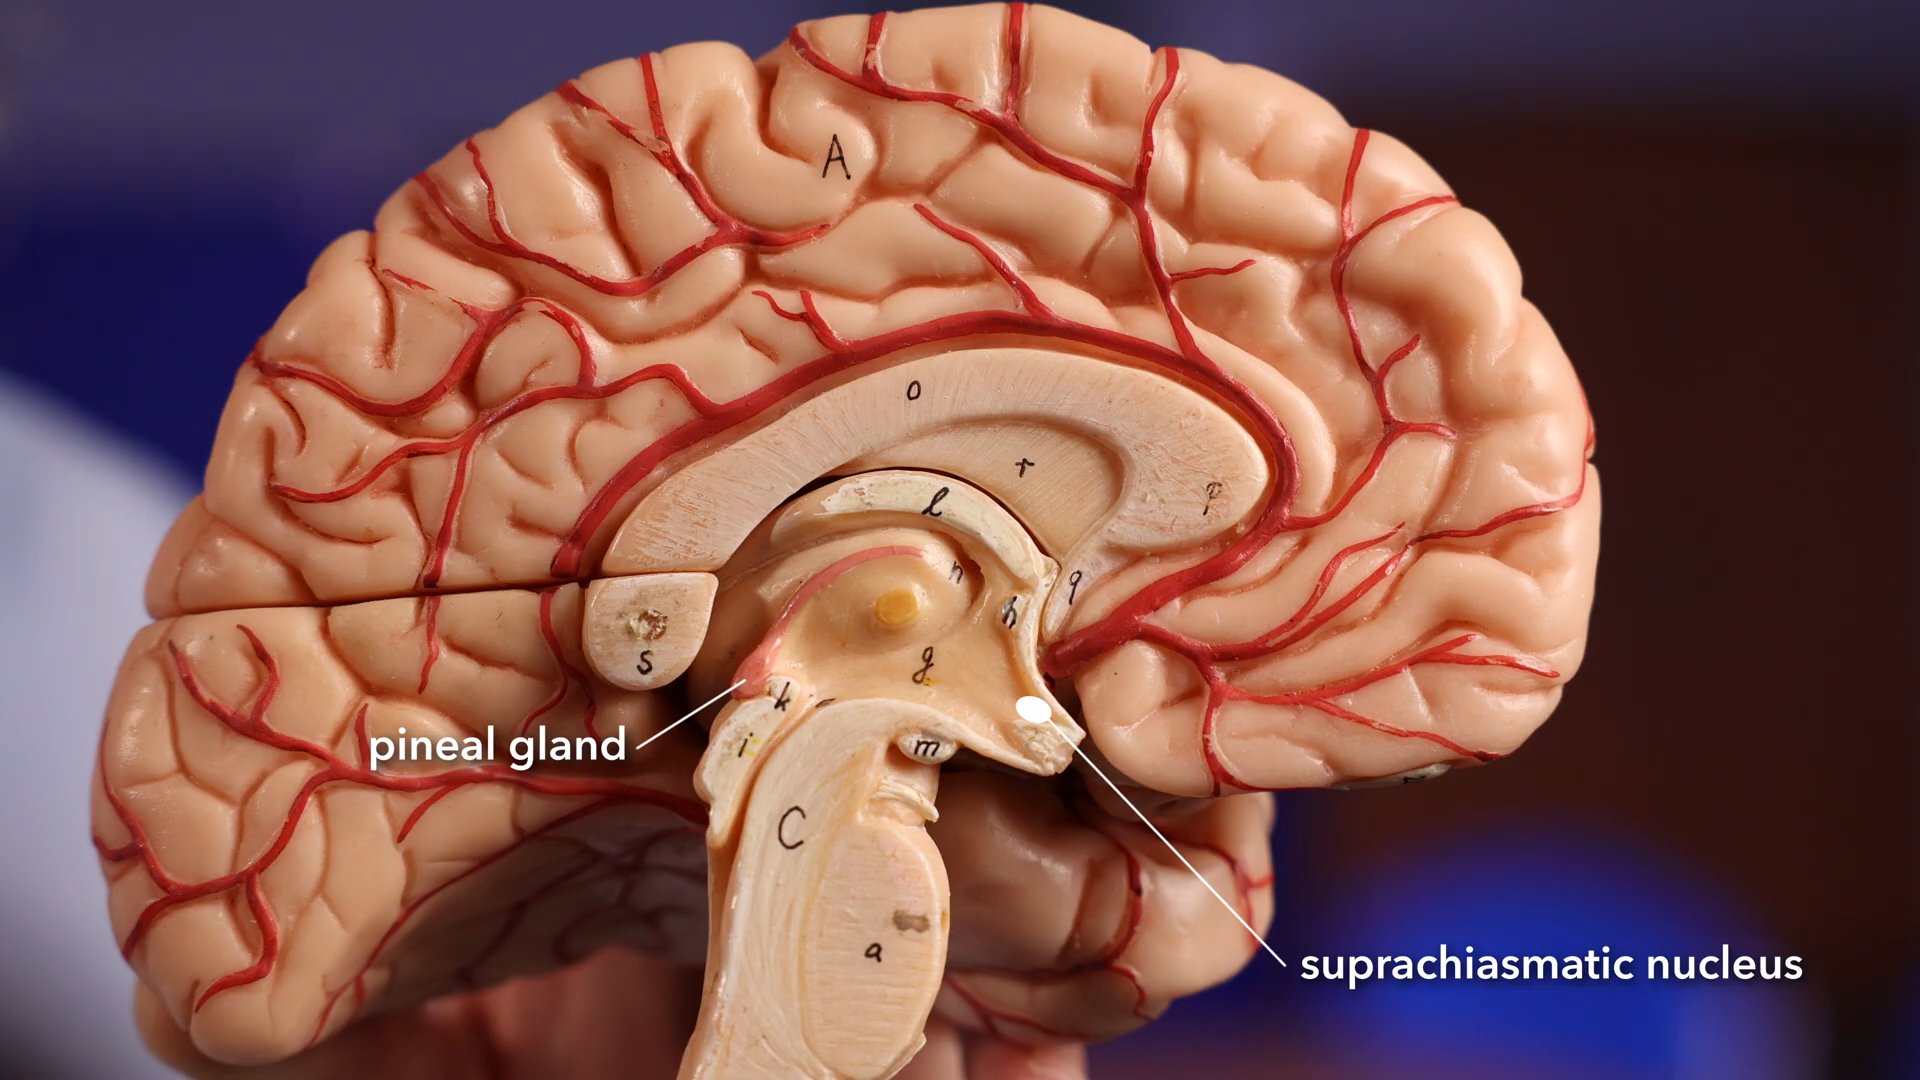 A
o
r
p
l
n
q
h
s
g
k
pineal gland
i
m
C
a
suprachiasmatic nucleus